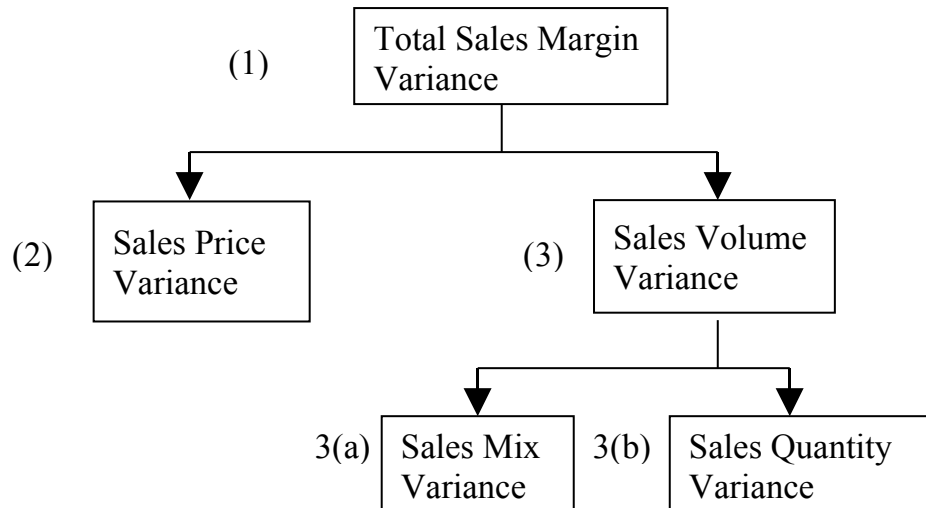 (1)
Total Sales Margin
Variance
(2)
Sales Price
Variance
(3)
Sales Volume
Variance
3(a)
Sales Mix
Variance
3(b)
Sales Quantity
Variance